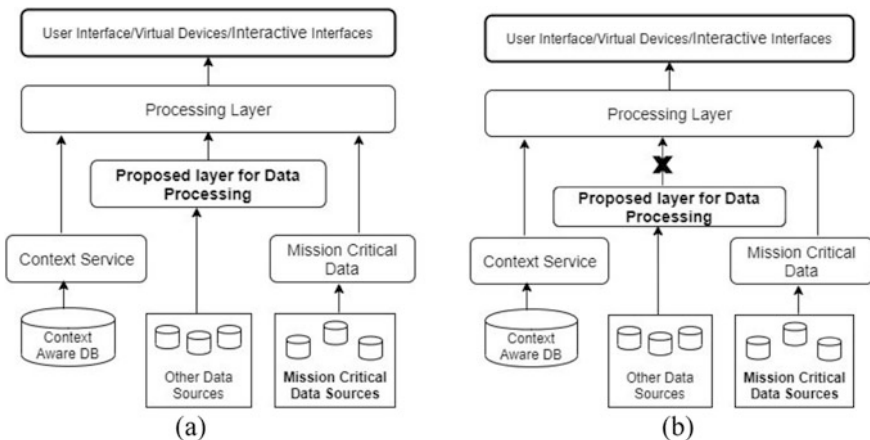 User Interface/Virtual Devices/Interactive Interfaces
Processing Layer
Proposed layer for Data
Processing
Context Service
Mission Critical
Data
Context
Aware DB
Other Data
Sources
Mission Critical
Data Sources
(a)
User Interface/Virtual Devices/Interactive Interfaces
Processing Layer
Proposed layer for Data
Processing
Context Service
Mission Critical
Data
Context
Aware DB
Other Data
Sources
Mission Critical
Data Sources
(b)